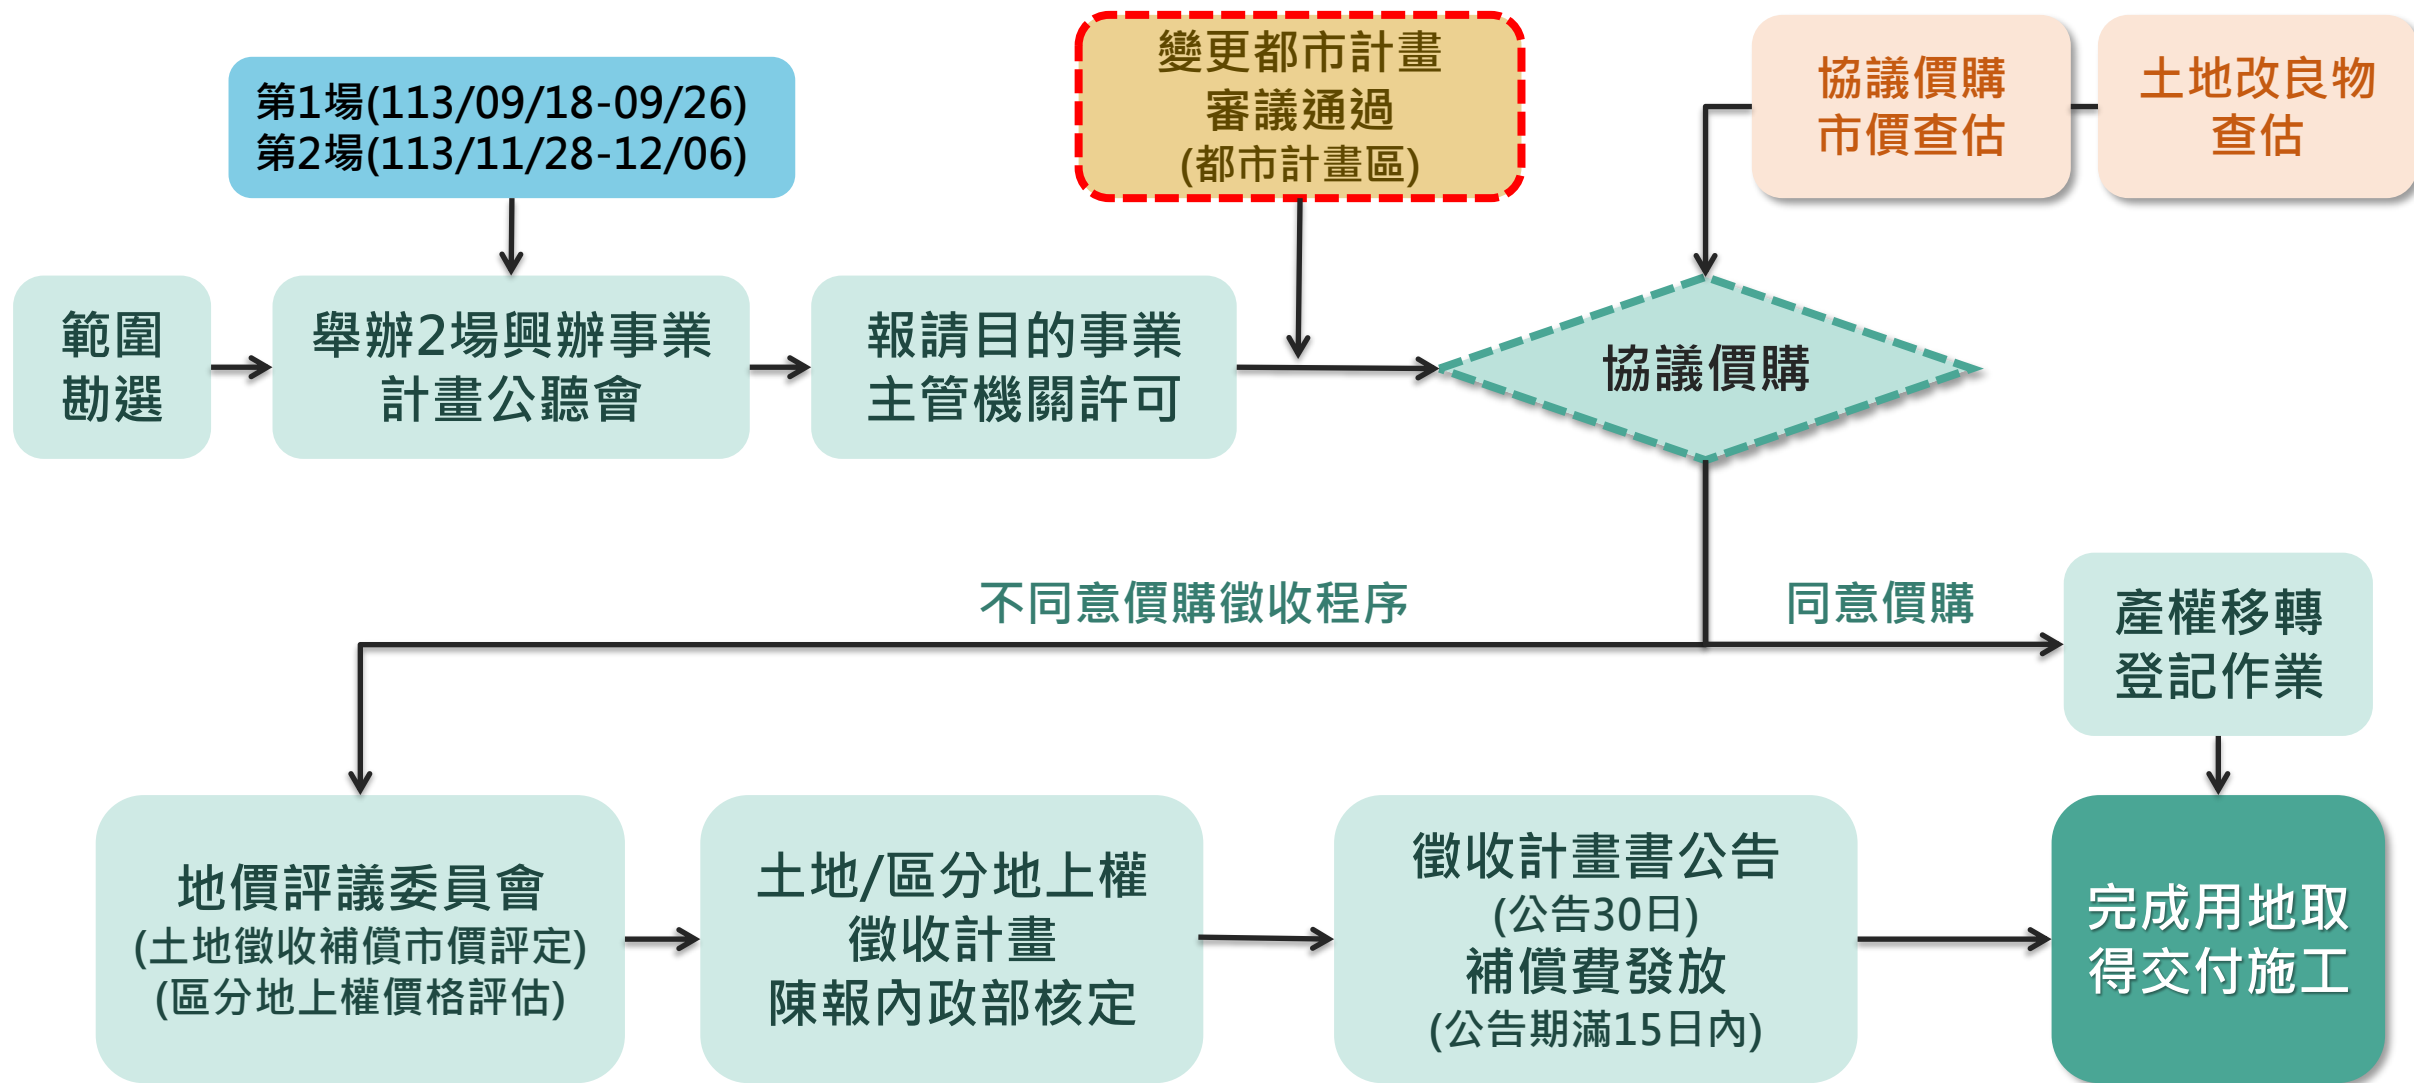 第1場(113/09/18-09/26)
第2場(113/11/28-12/06)
變更都市計畫
審議通過
(都市計畫區)
協議價購
市價查估
土地改良物
查估
範圍
勘選
舉辦2場興辦事業
計畫公聽會
報請目的事業
主管機關許可
協議價購
不同意價購徵收程序
同意價購
產權移轉
登記作業
地價評議委員會
(土地徵收補償市價評定)
(區分地上權價格評估)
土地/區分地上權
徵收計畫
陳報內政部核定
徵收計畫書公告
(公告30日)
補償費發放
(公告期滿15日內)
完成用地取
得交付施工